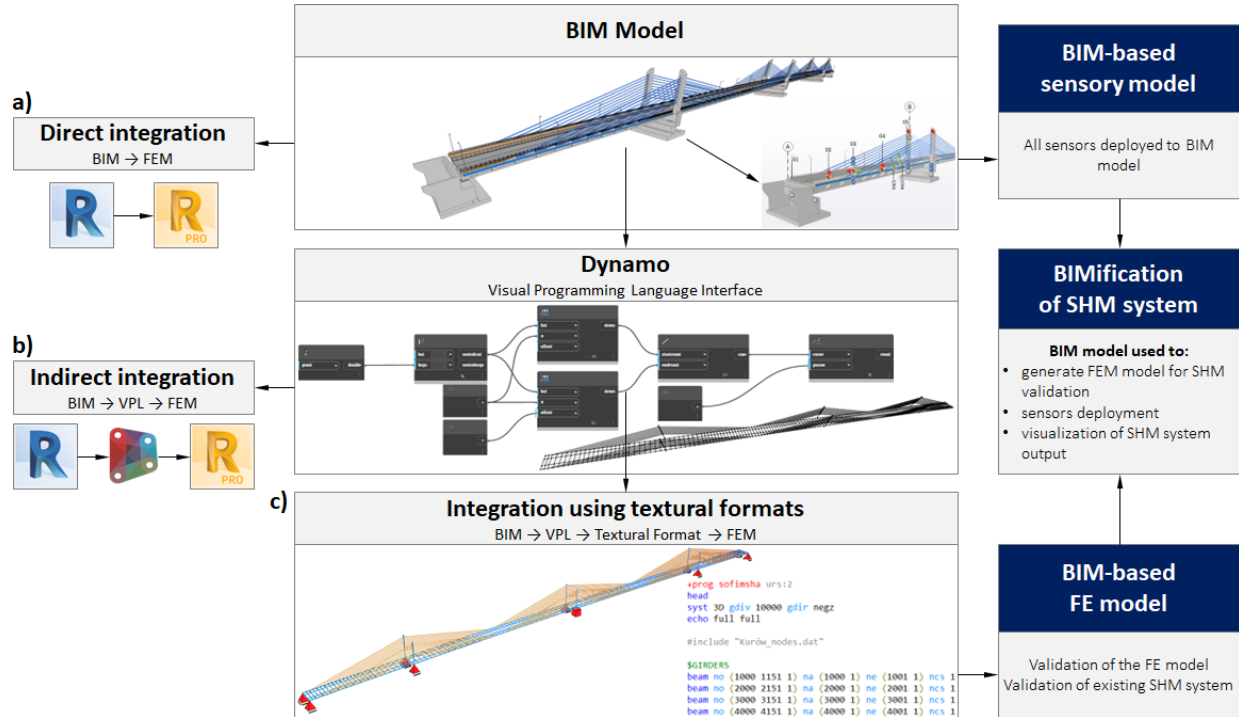 BIM Model
BIM-based
sensory model
All sensors deployed to BIM
model
a)
Direct integration
BIM → FEM
R
R
PRO
A
B
Dynamo
Visual Programming Language Interface
BIMification
of SHM system
BIM model used to:
• generate FEM model for SHM
validation
• sensors deployment
• visualization of SHM system
output
b)
Indirect integration
BIM → VPL → FEM
R
R
PRO
c)
Integration using textural formats
BIM → VPL → Textural Format → FEM
+prog sofimsha urs:2
head
syst 3D gdiv 10000 gdir negz
echo full full
#include "Kurów_nodes.dat"
$GIRDERS
beam no (1000 1151 1) na (1000 1) ne (1001 1) ncs 1
beam no (2000 2151 1) na (2000 1) ne (2001 1) ncs 1
beam no (3000 3151 1) na (3000 1) ne (3001 1) ncs 1
beam no (4000 4151 1) na (4000 1) ne (4001 1) ncs 1
BIM-based
FE model
Validation of the FE model
Validation of existing SHM system